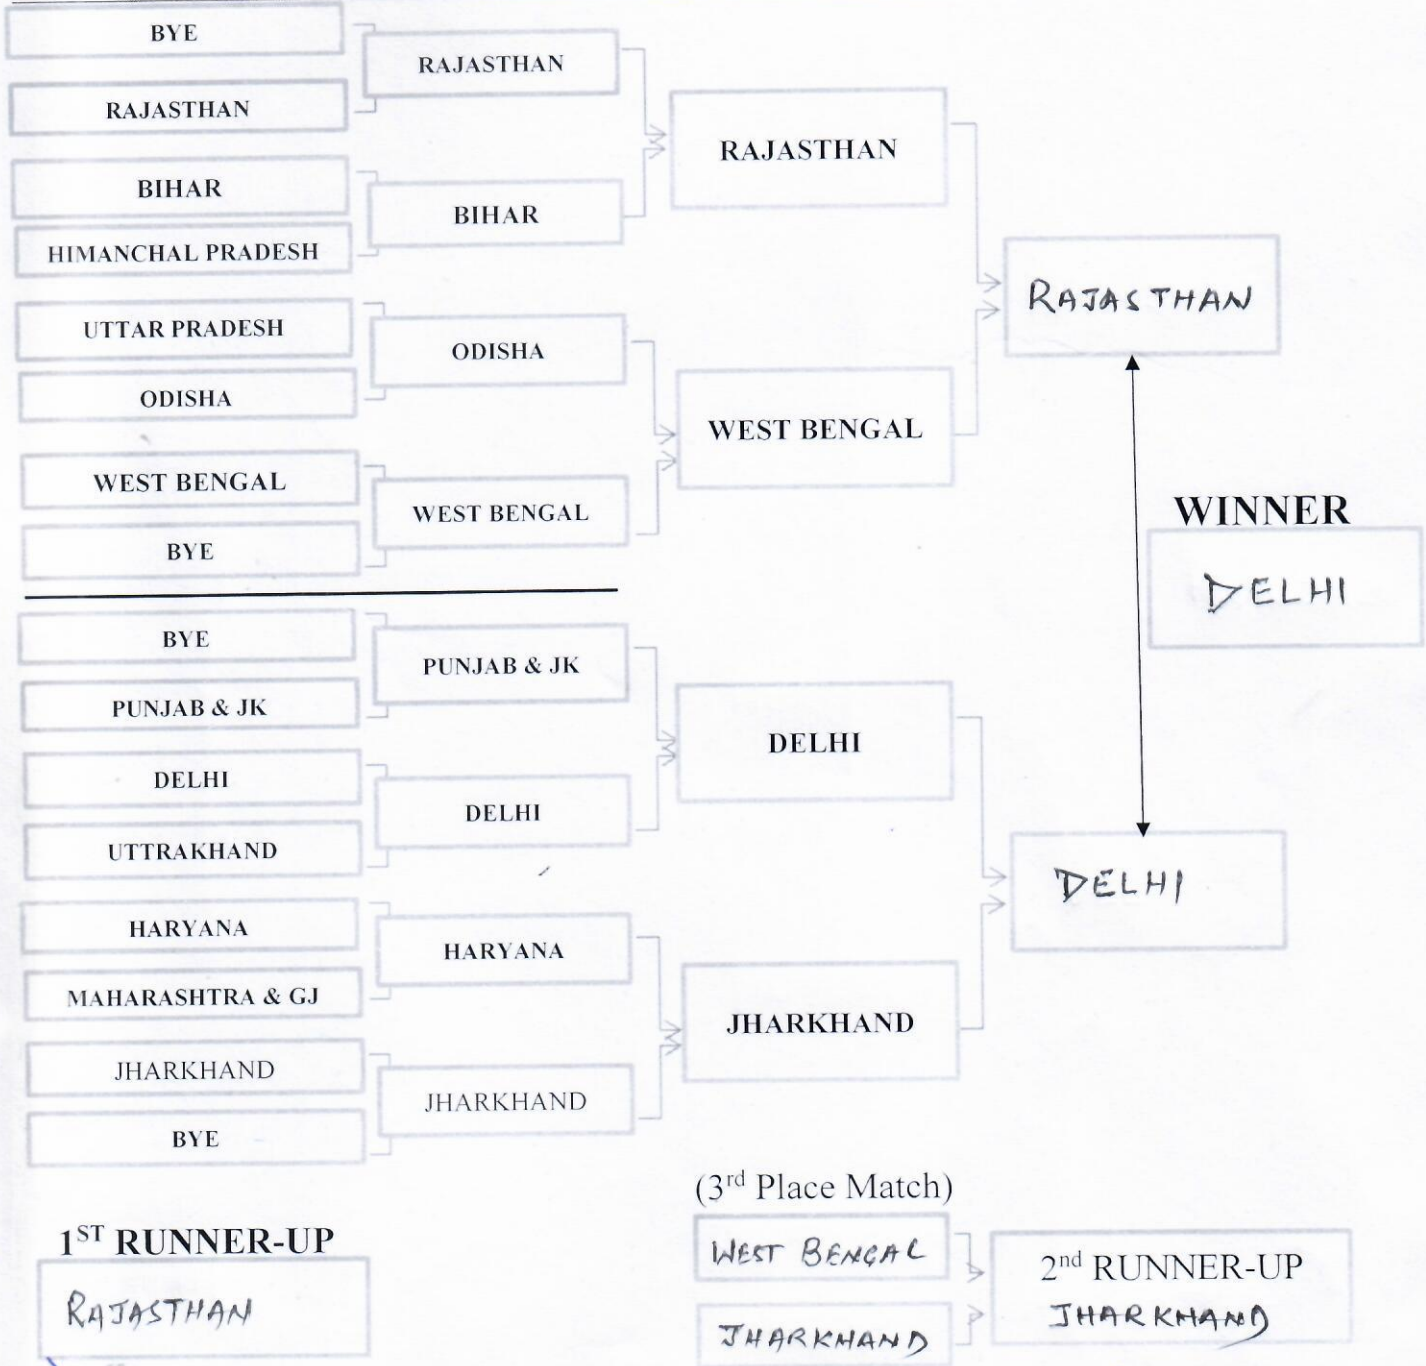 BYE
RAJASTHAN
RAJASTHAN
BIHAR
HIMANCHAL PRADESH
BIHAR
RAJASTHAN
UTTAR PRADESH
ODISHA
ODISHA
WEST BENGAL
BYE
WEST BENGAL
WEST BENGAL
RAJASTHAN
BYE
PUNJAB & JK
PUNJAB & JK
DELHI
UTTRAKHAND
DELHI
DELHI
HARYANA
MAHARASHTRA & GJ
HARYANA
JHARKHAND
BYE
JHARKHAND
JHARKHAND
DELHI
WINNER
DELHI
1ST RUNNER-UP
RAJASTHAN
(3rd Place Match)
WEST BENGAL
JHARKHAND
2nd RUNNER-UP
JHARKHAND